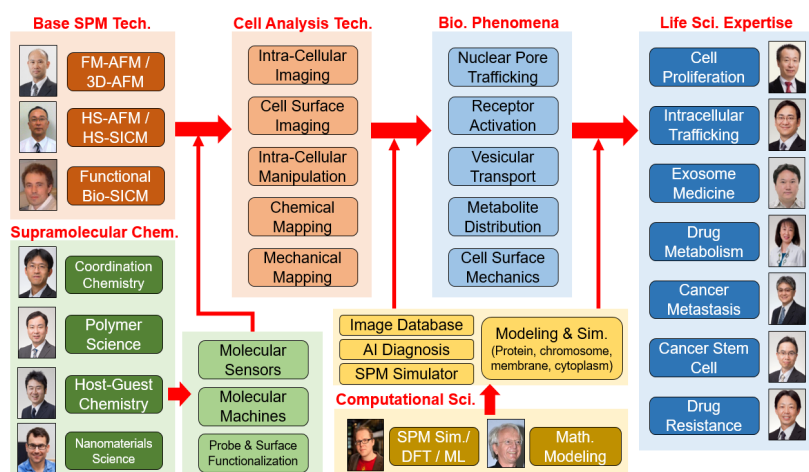 Base SPM Tech.
FM-AFM /
3D-AFM
HS-AFM /
HS-SICM
Functional
Bio-SICM
Cell Analysis Tech.
Intra-Cellular
Imaging
Cell Surface
Imaging
Intra-Cellular
Manipulation
Chemical
Mapping
Mechanical
Mapping
Bio. Phenomena
Nuclear Pore
Trafficking
Receptor
Activation
Vesicular
Transport
Metabolite
Distribution
Cell Surface
Mechanics
Life Sci. Expertise
Cell
Proliferation
Intracellular
Trafficking
Exosome
Medicine
Drug
Metabolism
Cancer
Metastasis
Cancer Stem
Cell
Drug
Resistance
Supramolecular Chem.
Coordination
Chemistry
Polymer
Science
Host-Guest
Chemistry
Nanomaterials
Science
Molecular
Sensors
Molecular
Machines
Probe & Surface
Functionalization
Image Database
AI Diagnosis
SPM Simulator
Modeling & Sim.
(Protein, chromosome,
membrane, cytoplasm)
Computational Sci.
SPM Sim./
DFT / ML
Math.
Modeling